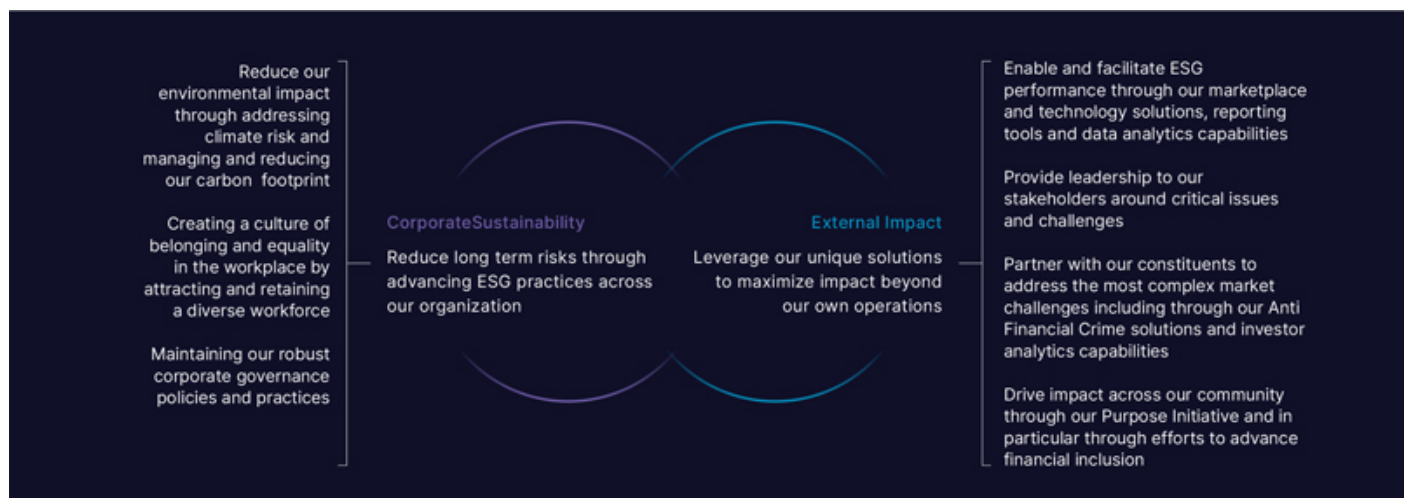 Reduce our
environmental impact
through addressing
climate risk and
managing and reducing
our carbon footprint
Creating a culture of
belonging and equality
in the workplace by
attracting and retaining
a diverse workforce
Maintaining our robust
corporate governance
policies and practices
CorporateSustainability
Reduce long term risks through
advancing ESG practices across
our organization
External Impact
Leverage our unique solutions
to maximize impact beyond
our own operations
Enable and facilitate ESG
performance through our marketplace
and technology solutions, reporting
tools and data analytics capabilities
Provide leadership to our
stakeholders around critical issues
and challenges
Partner with our constituents to
address the most complex market
challenges including through our Anti
Financial Crime solutions and investor
analytics capabilities
Drive impact across our community
through our Purpose Initiative and in
particular through efforts to advance
financial inclusion